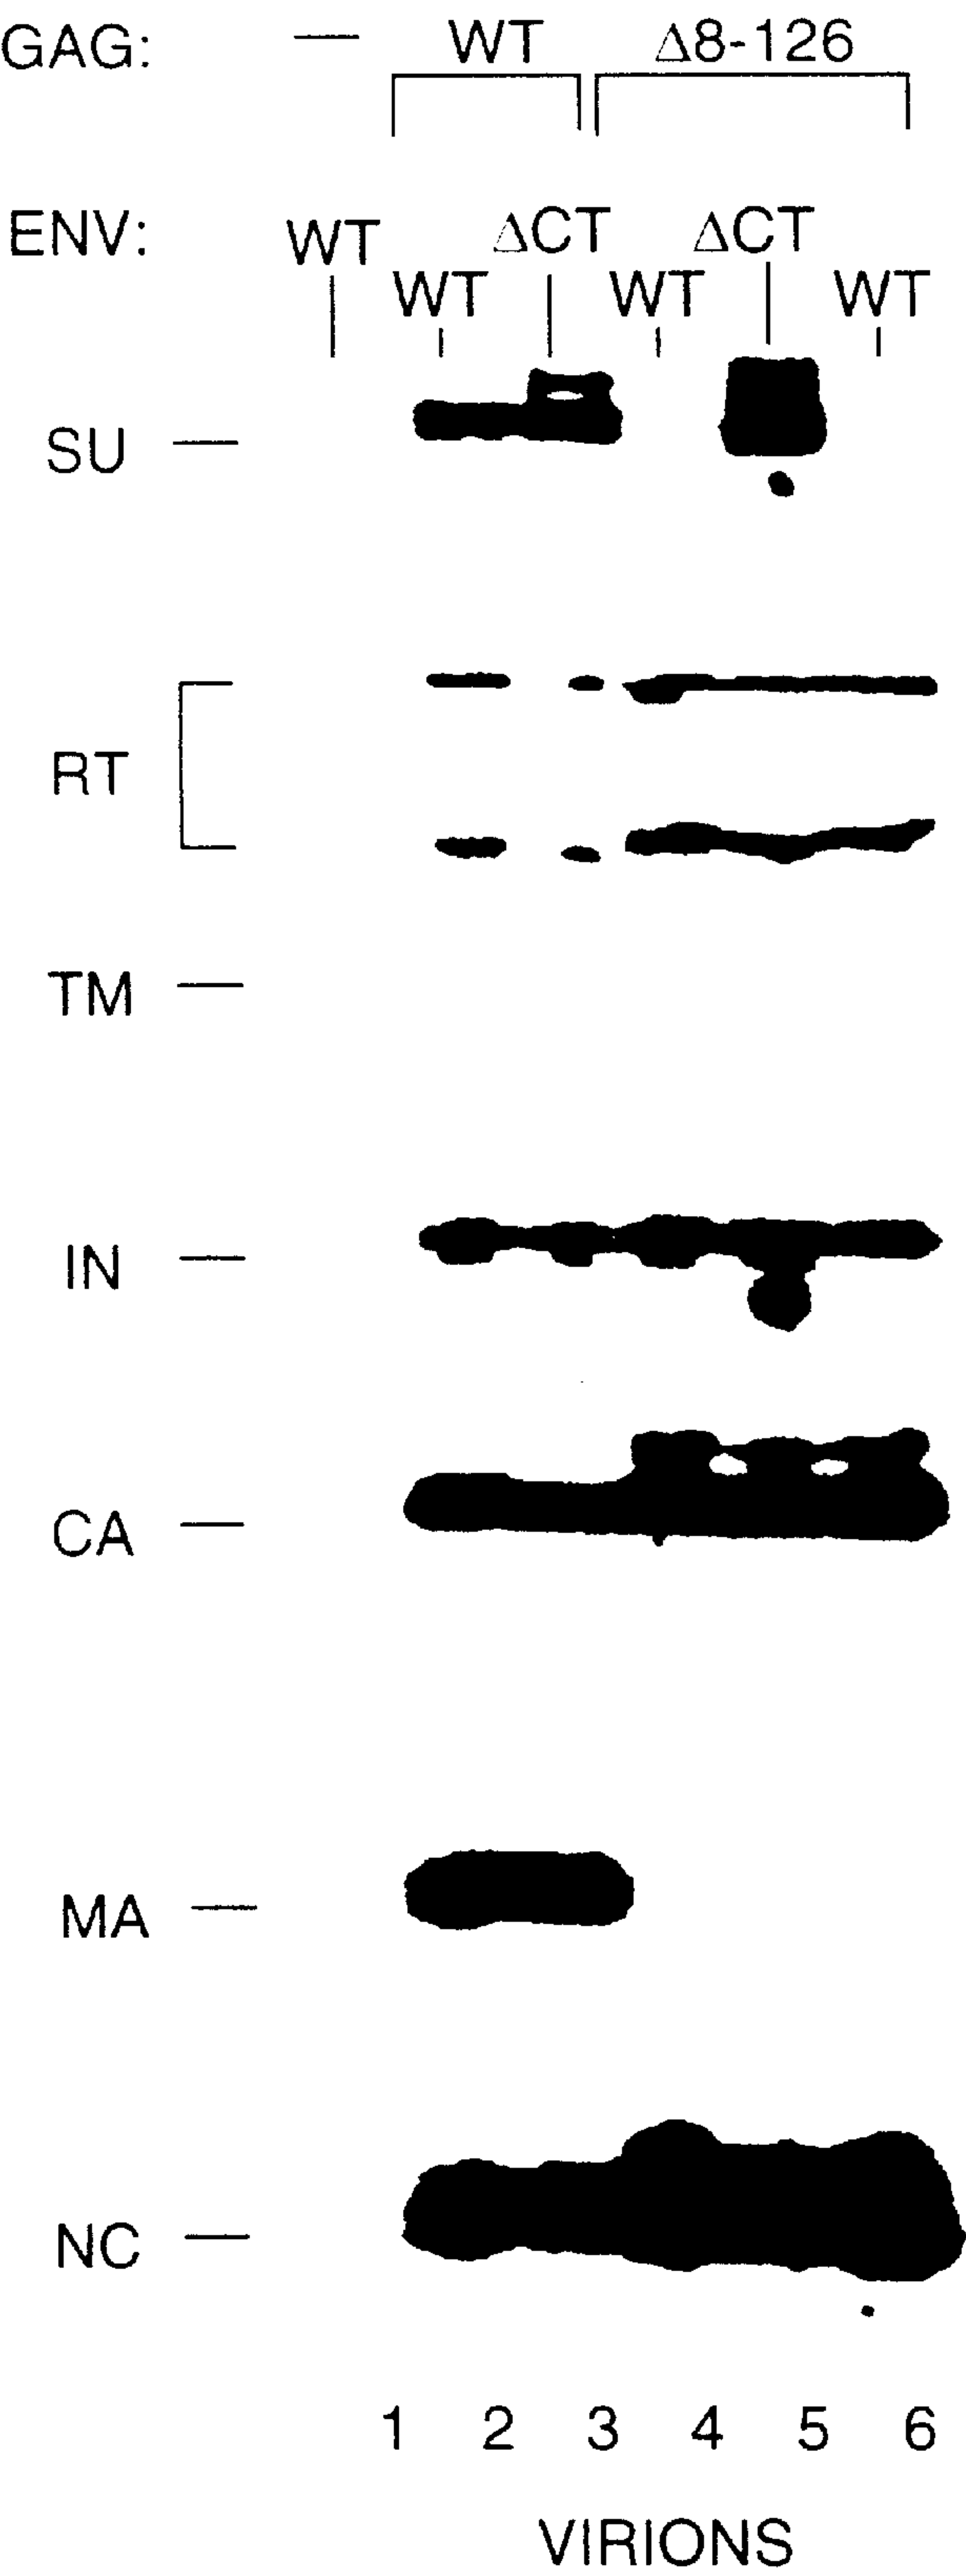 GAG: — WT Δ8-126
ENV: WT WT ΔCT WT ΔCT WT
SU —
RT
TM —
IN —
CA —
MA —
NC —
1 2 3 4 5 6
VIRIONS